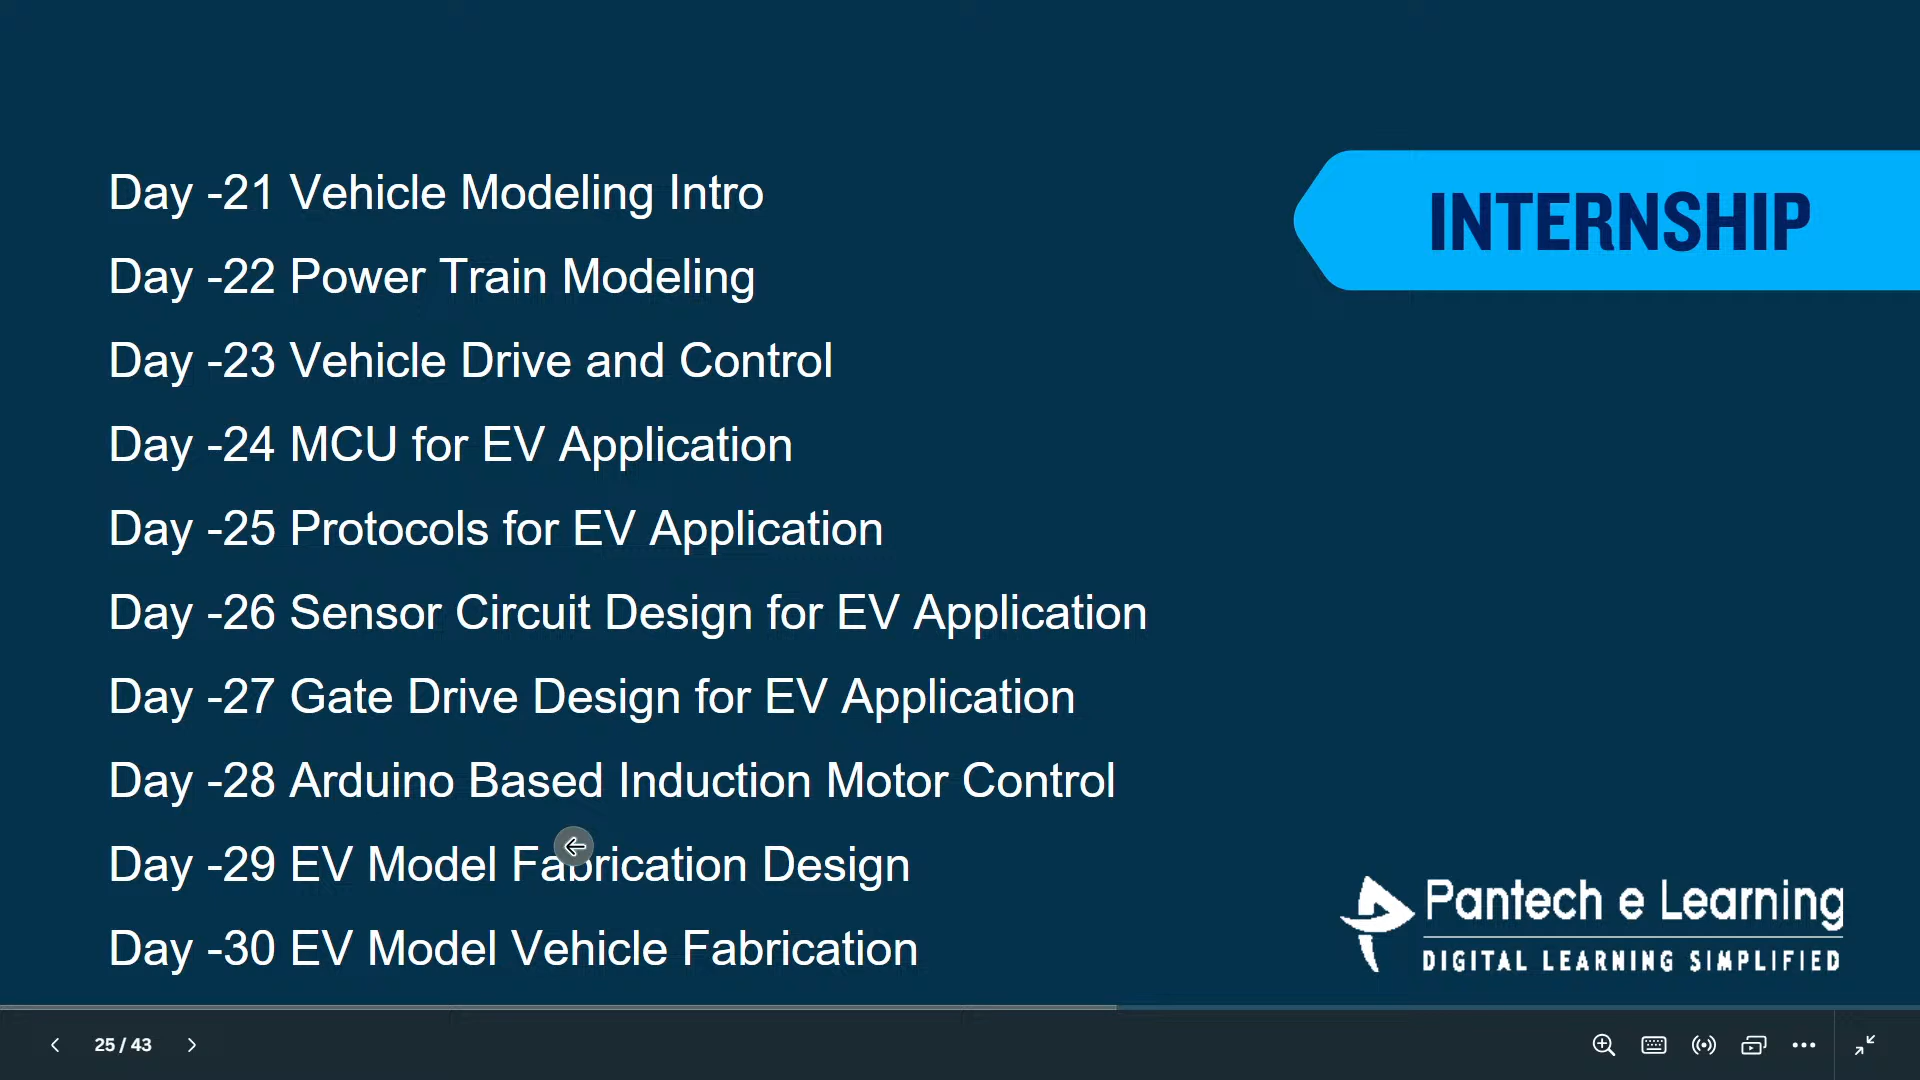 Day -21 Vehicle Modeling Intro
INTERNSHIP
Day -22 Power Train Modeling
Day -23 Vehicle Drive and Control
Day -24 MCU for EV Application
Day -25 Protocols for EV Application
Day -26 Sensor Circuit Design for EV Application
Day -27 Gate Drive Design for EV Application
Day -28 Arduino Based Induction Motor Control
Day -29 EV Model Fabrication Design
Day -30 EV Model Vehicle Fabrication
Pantech e Learning
DIGITAL LEARNING SIMPLIFIED
25 / 43